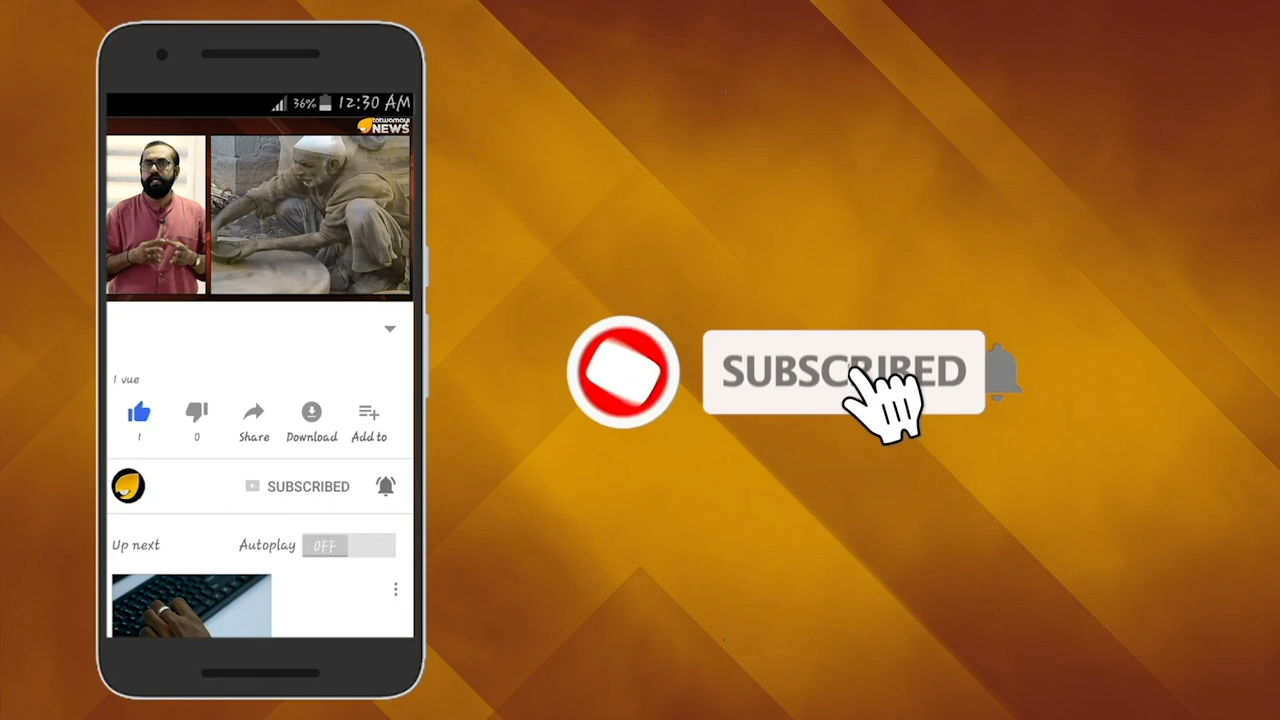 36% 12:30 AM
tatwamayi
NEWS
1 vue
1
0
Share
Download
Add to
SUBSCRIBED
Up next
Autoplay
OFF
SUBSCRIBED